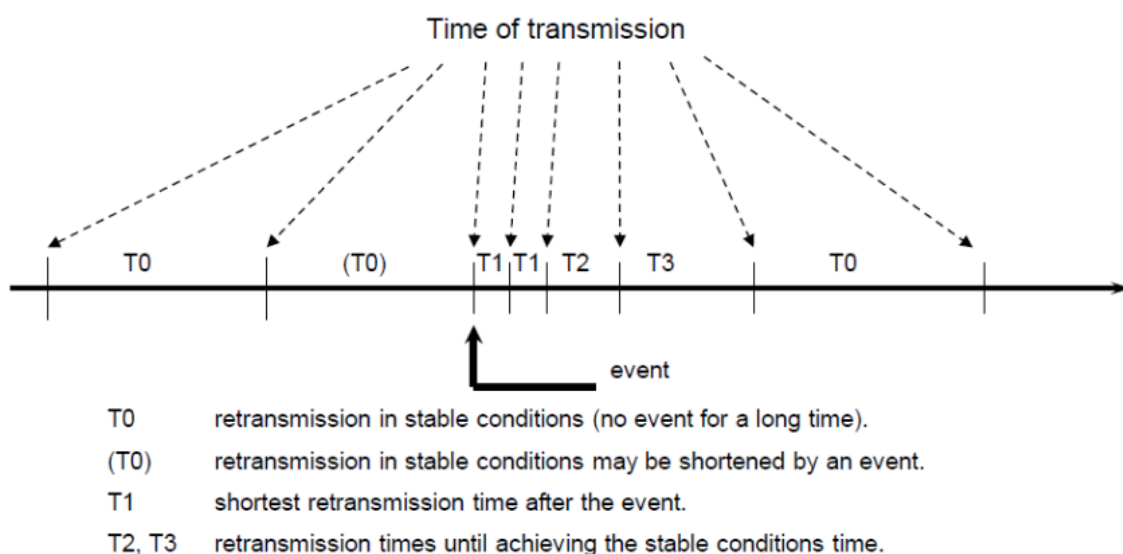 Time of transmission
T0 (T0) T1 T1 T2 T3 T0
event
T0 retransmission in stable conditions (no event for a long time).
(T0) retransmission in stable conditions may be shortened by an event.
T1 shortest retransmission time after the event.
T2, T3 retransmission times until achieving the stable conditions time.